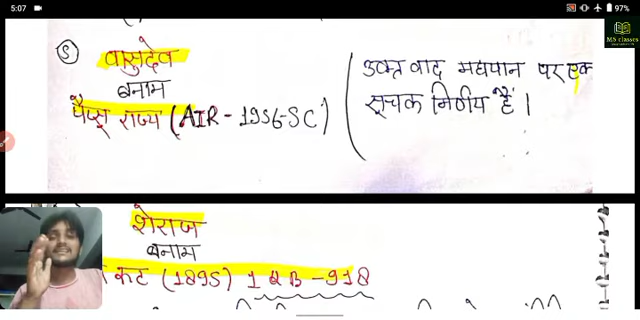 5:07
97%
MS classes
5 वासुदेव
बनाम
पैप्सू राज्य (AIR - 1956-SC)
उक्त वाद मद्यपान पर एक
सूचक निर्णय है।
शेराज
बनाम
(1895) 1 QB - 918